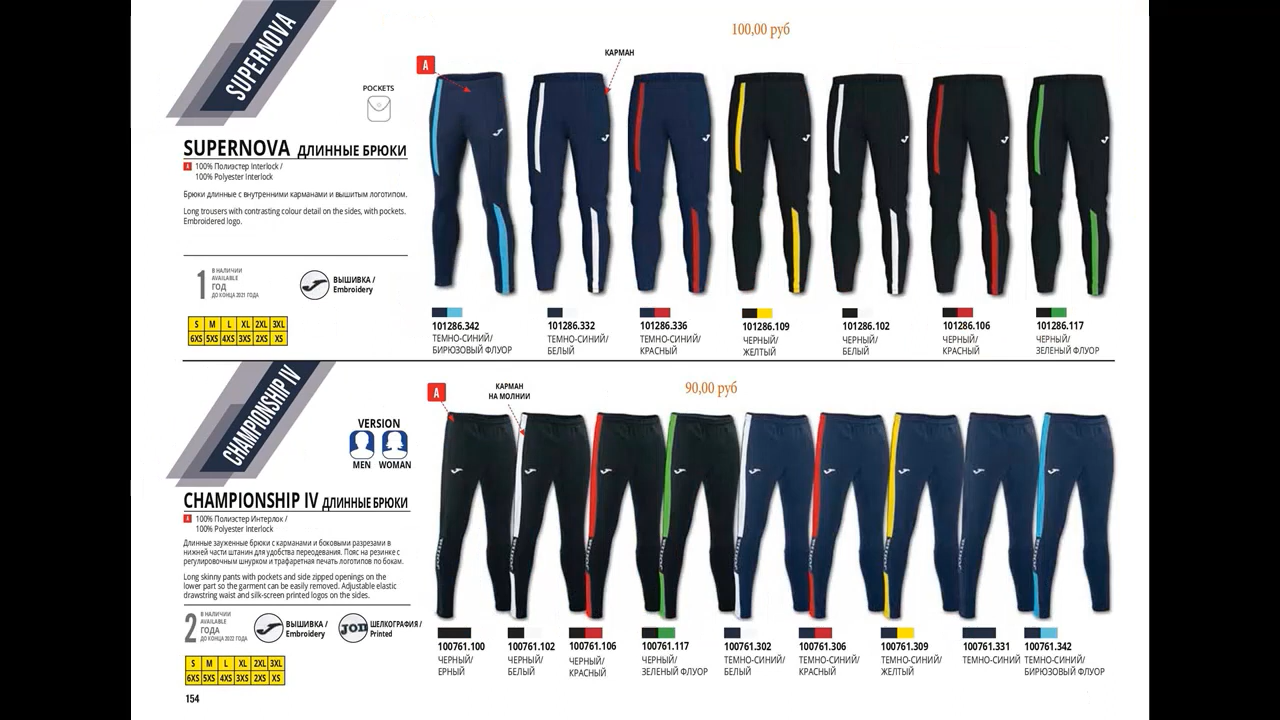 SUPERNOVA
100,00 руб
A
КАРМАН
POCKETS
SUPERNOVA ДЛИННЫЕ БРЮКИ
A 100% Полиэстер Interlock /
100% Polyester Interlock
Брюки длинные с внутренними карманами и вышитым логотипом.
Long trousers with contrasting colour detail on the sides, with pockets.
Embroidered logo.
1
В НАЛИЧИИ
AVAILABLE
ГОД
ДО КОНЦА 2021 ГОДА
ВЫШИВКА /
Embroidery
S M L XL 2XL 3XL
6XS 5XS 4XS 3XS 2XS XS
101286.342
ТЕМНО-СИНИЙ/
БИРЮЗОВЫЙ ФЛУОР
101286.332
ТЕМНО-СИНИЙ/
БЕЛЫЙ
101286.336
ТЕМНО-СИНИЙ/
КРАСНЫЙ
101286.109
ЧЕРНЫЙ/
ЖЕЛТЫЙ
101286.102
ЧЕРНЫЙ/
БЕЛЫЙ
101286.106
ЧЕРНЫЙ/
КРАСНЫЙ
101286.117
ЧЕРНЫЙ/
ЗЕЛЕНЫЙ ФЛУОР
CHAMPIONSHIP IV
90,00 руб
A
КАРМАН
НА МОЛНИИ
VERSION
MEN WOMAN
CHAMPIONSHIP IV ДЛИННЫЕ БРЮКИ
A 100% Полиэстер Интерлок /
100% Polyester Interlock
Длинные зауженные брюки с карманами и боковыми разрезами в
нижней части штанин для удобства переодевания. Пояс на резинке с
регулировочным шнурком и трафаретная печать логотипов по бокам.
Long skinny pants with pockets and side zipped openings on the
lower part so the garment can be easily removed. Adjustable elastic
drawstring waist and silk-screen printed logos on the sides.
2
В НАЛИЧИИ
AVAILABLE
ГОДА
ДО КОНЦА 2022 ГОДА
ВЫШИВКА /
Embroidery
JOD
ШЕЛКОГРАФИЯ /
Printed
S M L XL 2XL 3XL
6XS 5XS 4XS 3XS 2XS XS
100761.100
ЧЕРНЫЙ/
ЕРНЫЙ
100761.102
ЧЕРНЫЙ/
БЕЛЫЙ
100761.106
ЧЕРНЫЙ/
КРАСНЫЙ
100761.117
ЧЕРНЫЙ/
ЗЕЛЕНЫЙ ФЛУОР
100761.302
ТЕМНО-СИНИЙ/
БЕЛЫЙ
100761.306
ТЕМНО-СИНИЙ/
КРАСНЫЙ
100761.309
ТЕМНО-СИНИЙ/
ЖЕЛТЫЙ
100761.331
ТЕМНО-СИНИЙ
100761.342
ТЕМНО-СИНИЙ/
БИРЮЗОВЫЙ ФЛУОР
154